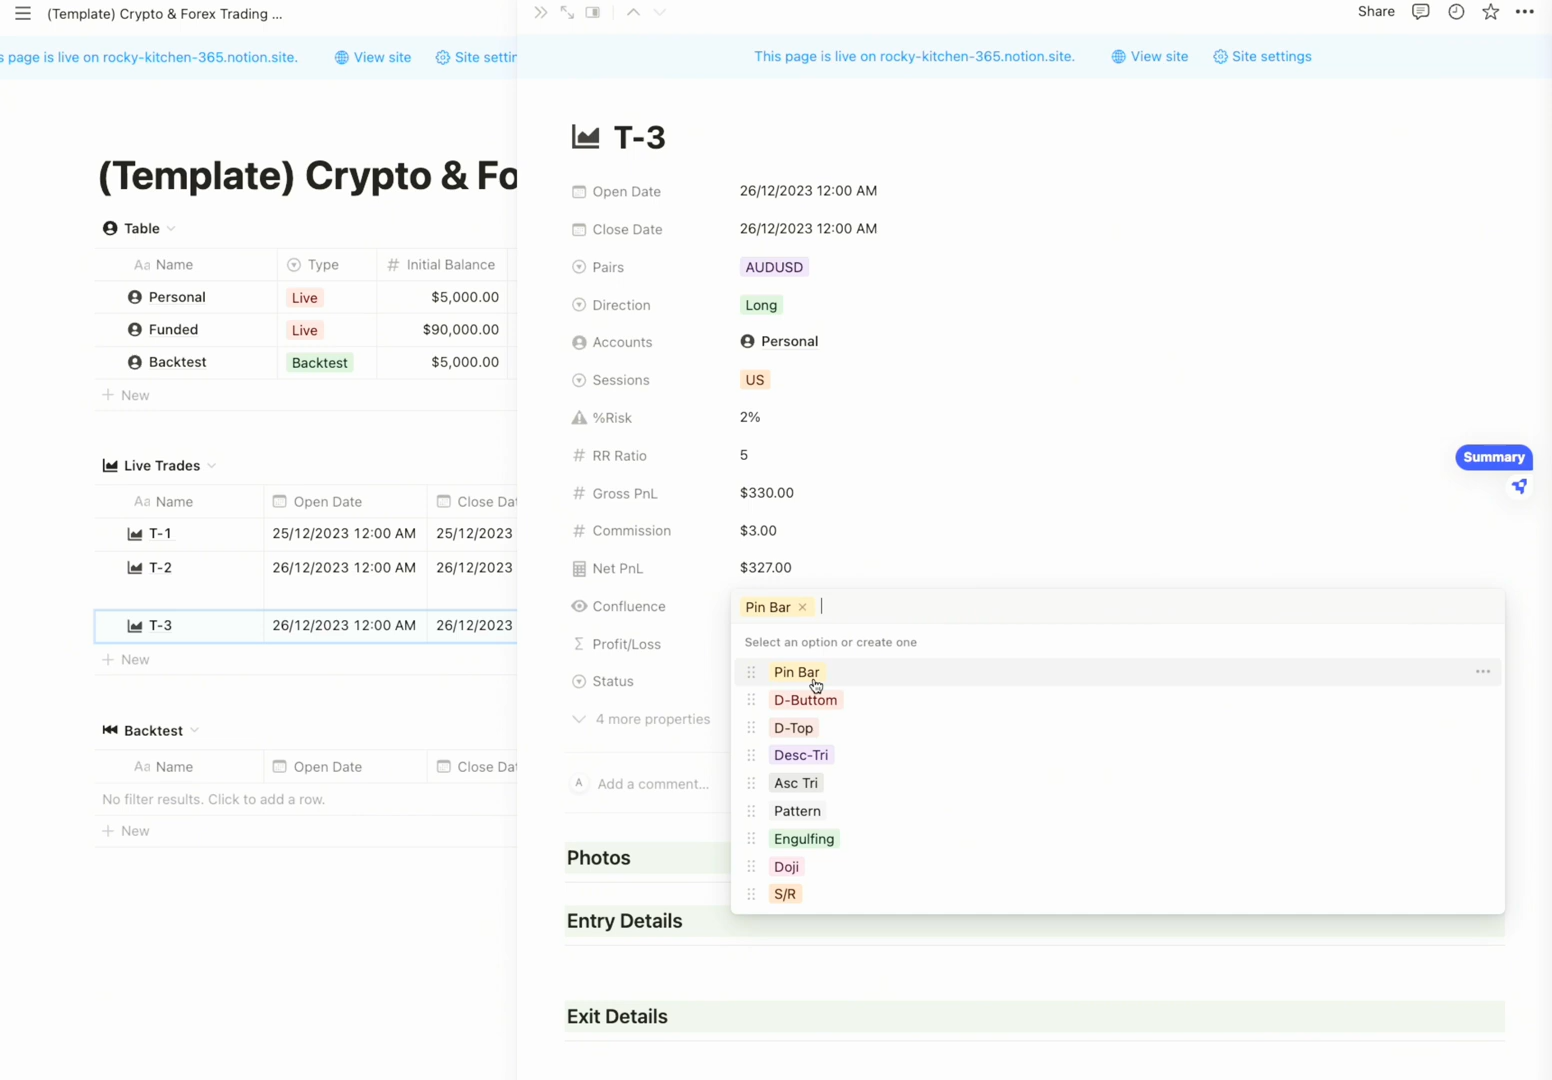 (Template) Crypto & Forex Trading ...
s page is live on rocky-kitchen-365.notion.site.
View site
Site settin
(Template) Crypto & Fo
Table
Aa Name
Type
# Initial Balance
Personal
Live
$5,000.00
Funded
Live
$90,000.00
Backtest
Backtest
$5,000.00
+ New
Live Trades
Aa Name
Open Date
Close Dat
T-1
25/12/2023 12:00 AM
25/12/2023
T-2
26/12/2023 12:00 AM
26/12/2023
T-3
26/12/2023 12:00 AM
26/12/2023
+ New
Backtest
Aa Name
Open Date
Close Dat
No filter results. Click to add a row.
+ New
Share
This page is live on rocky-kitchen-365.notion.site.
View site
Site settings
T-3
Open Date
26/12/2023 12:00 AM
Close Date
26/12/2023 12:00 AM
Pairs
AUDUSD
Direction
Long
Accounts
Personal
Sessions
US
%Risk
2%
# RR Ratio
5
# Gross PnL
$330.00
# Commission
$3.00
Net PnL
$327.00
Confluence
Pin Bar ×
Select an option or create one
Pin Bar
D-Buttom
D-Top
Desc-Tri
Asc Tri
Pattern
Engulfing
Doji
S/R
Σ Profit/Loss
Status
4 more properties
A
Add a comment...
Photos
Entry Details
Exit Details
Summary